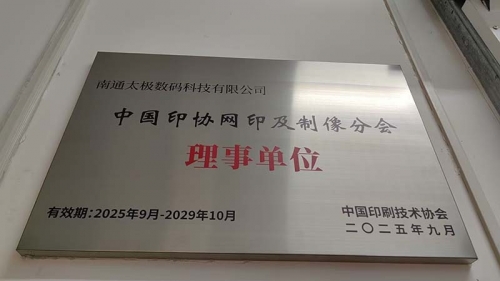 南通太极数码科技有限公司
中国印协网印及制像分会
理事单位
有效期:2025年9月-2029年10月
中国印刷技术协会
二〇二五年九月